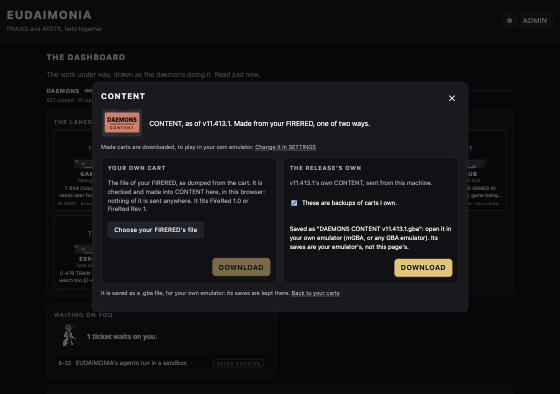 EUDAIMONIA
PRAXIS and ARETE, held together
ADMIN
THE DASHBOARD
The work under way, drawn as the daemons doing it. Read just now.
DAEMONS
THE LANES
CONTENT
DAEMONS
CONTENT
CONTENT, as of v11.413.1. Made from your FIRERED, one of two ways.
Made carts are downloaded, to play in your own emulator. Change it in SETTINGS
YOUR OWN CART
The file of your FIRERED, as dumped from the cart. It is
checked and made into CONTENT here, in this browser:
nothing of it is sent anywhere. It fits FireRed 1.0 or
FireRed Rev 1.
Choose your FIRERED's file
DOWNLOAD
THE RELEASE'S OWN
v11.413.1's own CONTENT, sent from this machine.
These are backups of carts I own.
Saved as "DAEMONS CONTENT v11.413.1.gba": open it in
your own emulator (mGBA, or any GBA emulator). Its
saves are your emulator's, not this page's.
DOWNLOAD
It is saved as a .gba file, for your own emulator: its saves are kept there. Back to your carts
WAITING ON YOU
1 ticket waits on you.
E-15 EUDAIMONIA's agents run in a sandbox
NEEDS DECISION